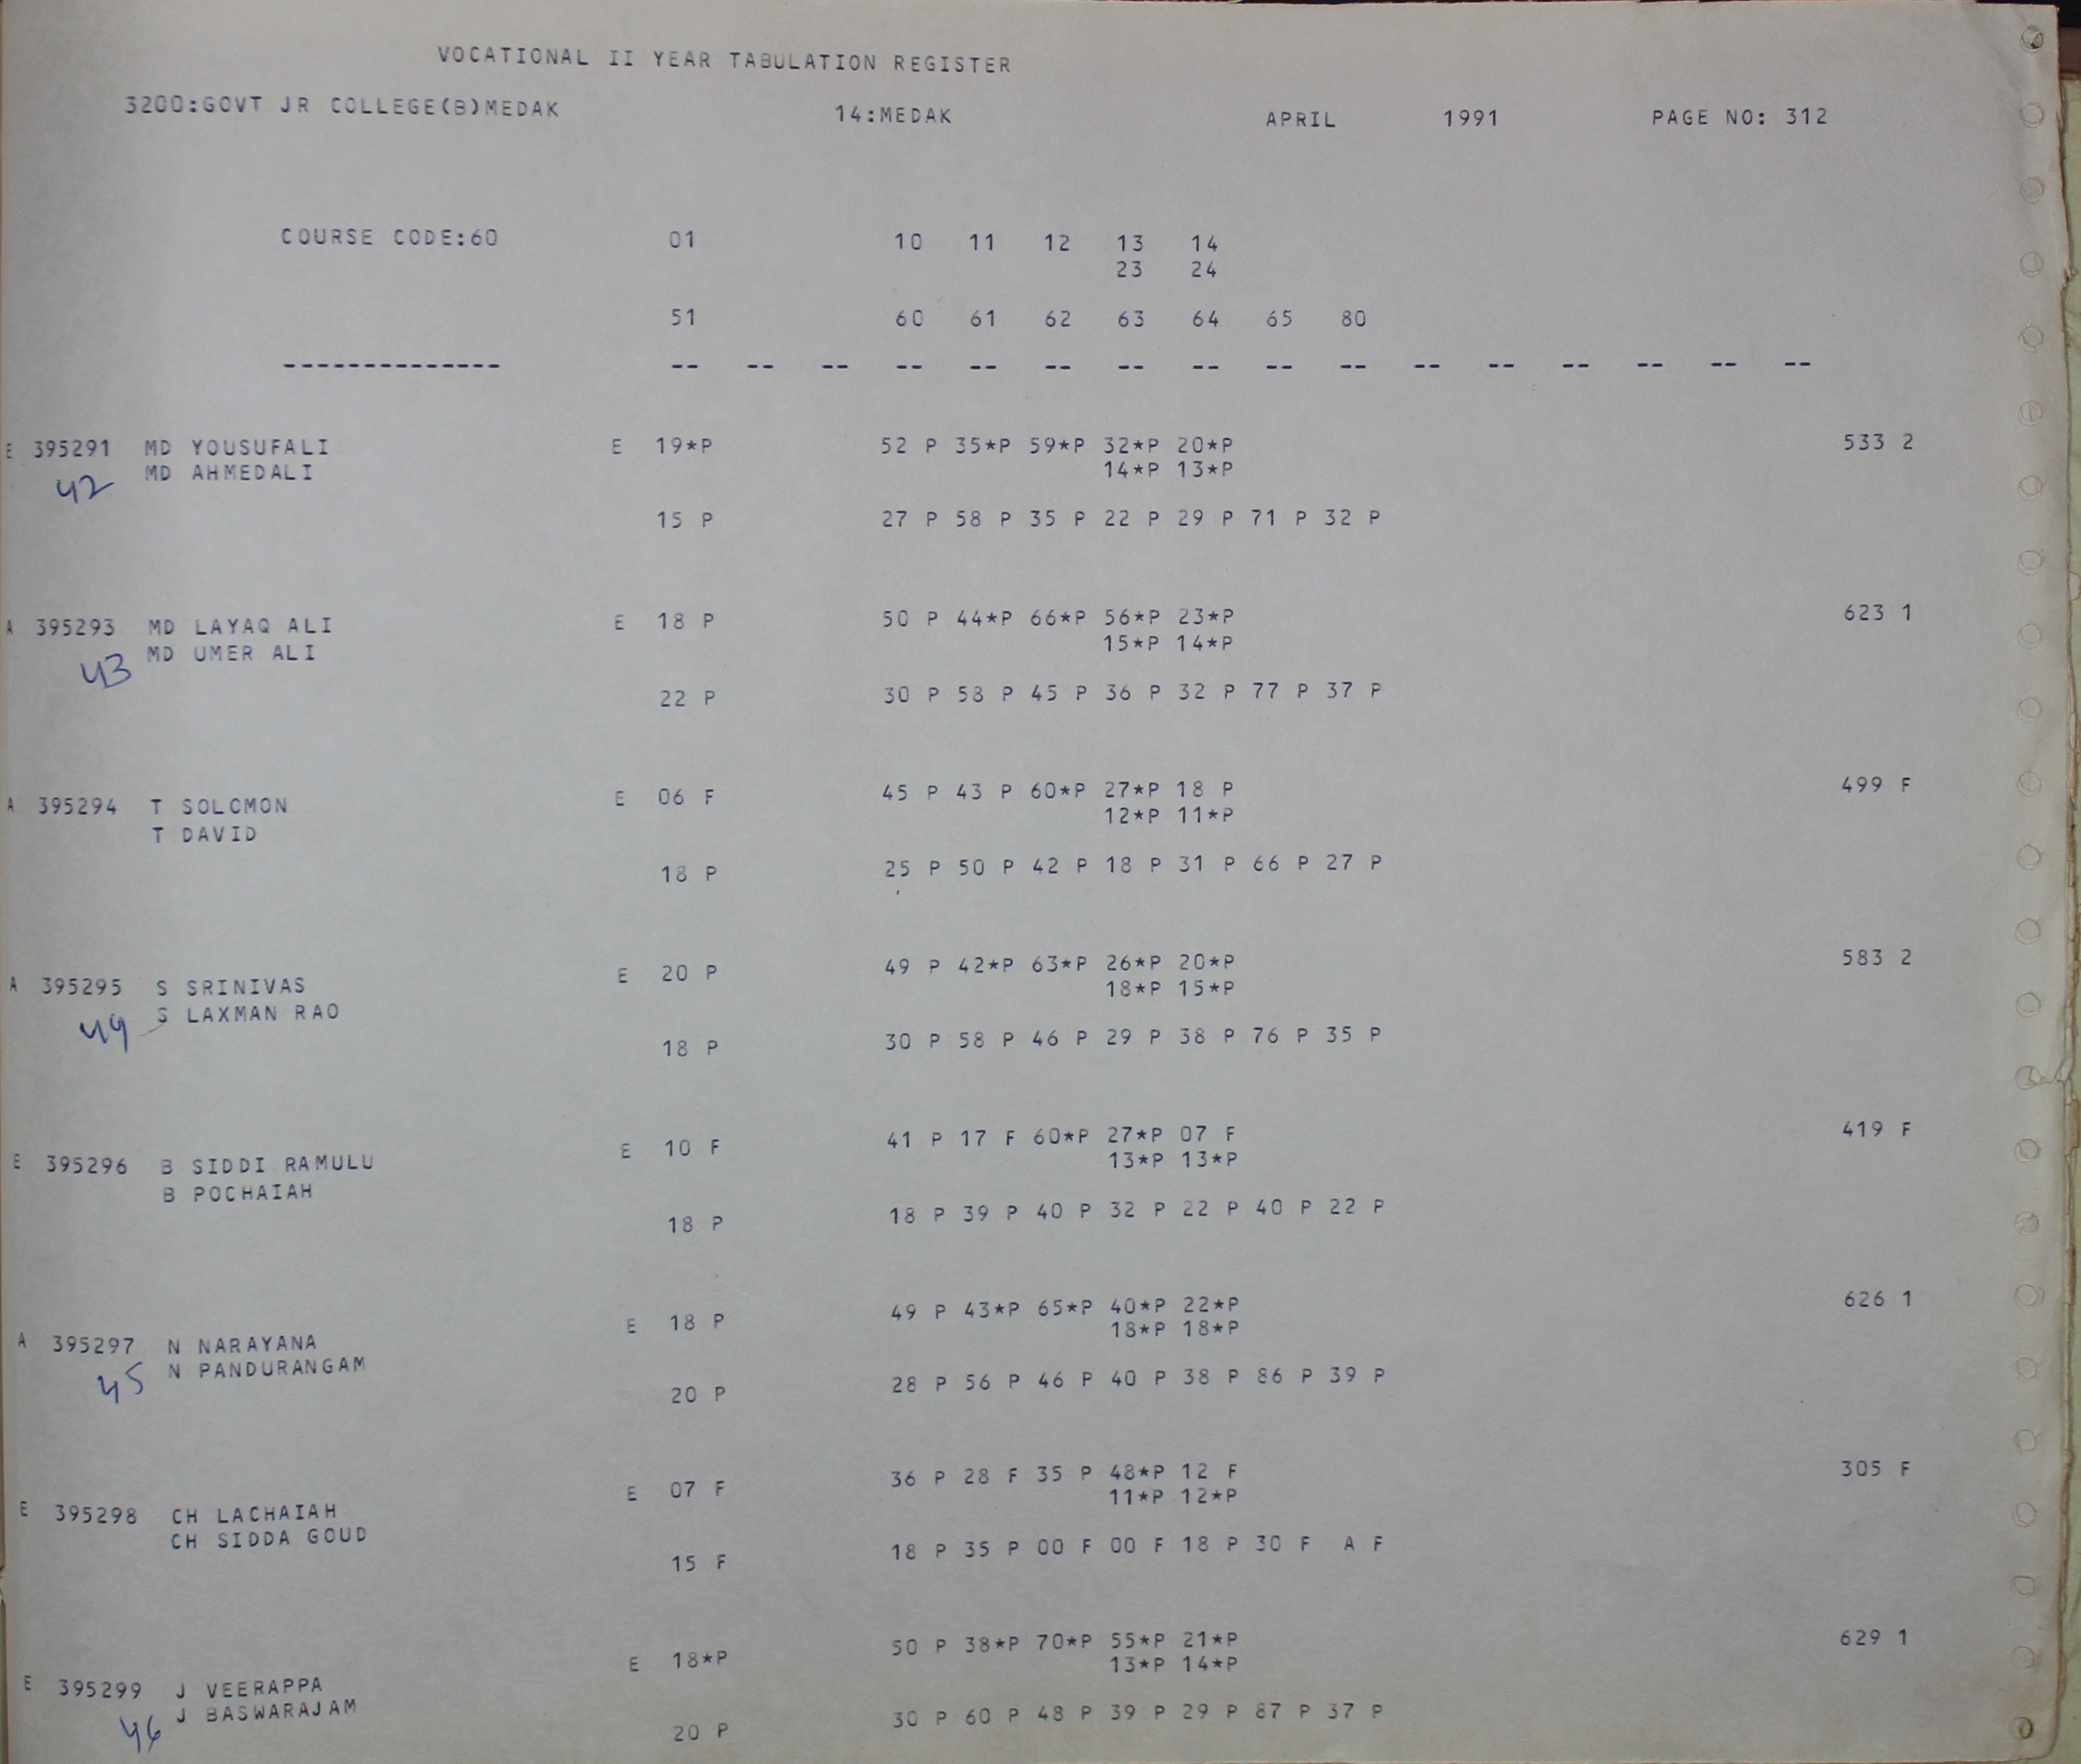 VOCATIONAL II YEAR TABULATION REGISTER
3200:GOVT JR COLLEGE(B)MEDAK 14:MEDAK APRIL 1991 PAGE NO: 312
COURSE CODE:60 01 10 11 12 13 14
23 24
51 60 61 62 63 64 65 80
-------------- -- -- -- -- -- -- -- -- -- -- -- -- -- -- -- --
E 395291 MD YOUSUFALI E 19*P 52 P 35*P 59*P 32*P 20*P 533 2
42 MD AHMEDALI 14*P 13*P
15 P 27 P 58 P 35 P 22 P 29 P 71 P 32 P
A 395293 MD LAYAQ ALI E 18 P 50 P 44*P 66*P 56*P 23*P 623 1
43 MD UMER ALI 15*P 14*P
22 P 30 P 58 P 45 P 36 P 32 P 77 P 37 P
A 395294 T SOLOMON E 06 F 45 P 43 P 60*P 27*P 18 P 499 F
T DAVID 12*P 11*P
18 P 25 P 50 P 42 P 18 P 31 P 66 P 27 P
A 395295 S SRINIVAS E 20 P 49 P 42*P 63*P 26*P 20*P 583 2
44 S LAXMAN RAO 18*P 15*P
18 P 30 P 58 P 46 P 29 P 38 P 76 P 35 P
E 395296 B SIDDI RAMULU E 10 F 41 P 17 F 60*P 27*P 07 F 419 F
B POCHAIAH 13*P 13*P
18 P 18 P 39 P 40 P 32 P 22 P 40 P 22 P
A 395297 N NARAYANA E 18 P 49 P 43*P 65*P 40*P 22*P 626 1
45 N PANDURANGAM 18*P 18*P
20 P 28 P 56 P 46 P 40 P 38 P 86 P 39 P
E 395298 CH LACHAIAH E 07 F 36 P 28 F 35 P 48*P 12 F 305 F
CH SIDDA GOUD 11*P 12*P
15 F 18 P 35 P 00 F 00 F 18 P 30 F A F
E 395299 J VEERAPPA E 18*P 50 P 38*P 70*P 55*P 21*P 629 1
46 J BASWARAJAM 13*P 14*P
20 P 30 P 60 P 48 P 39 P 29 P 87 P 37 P